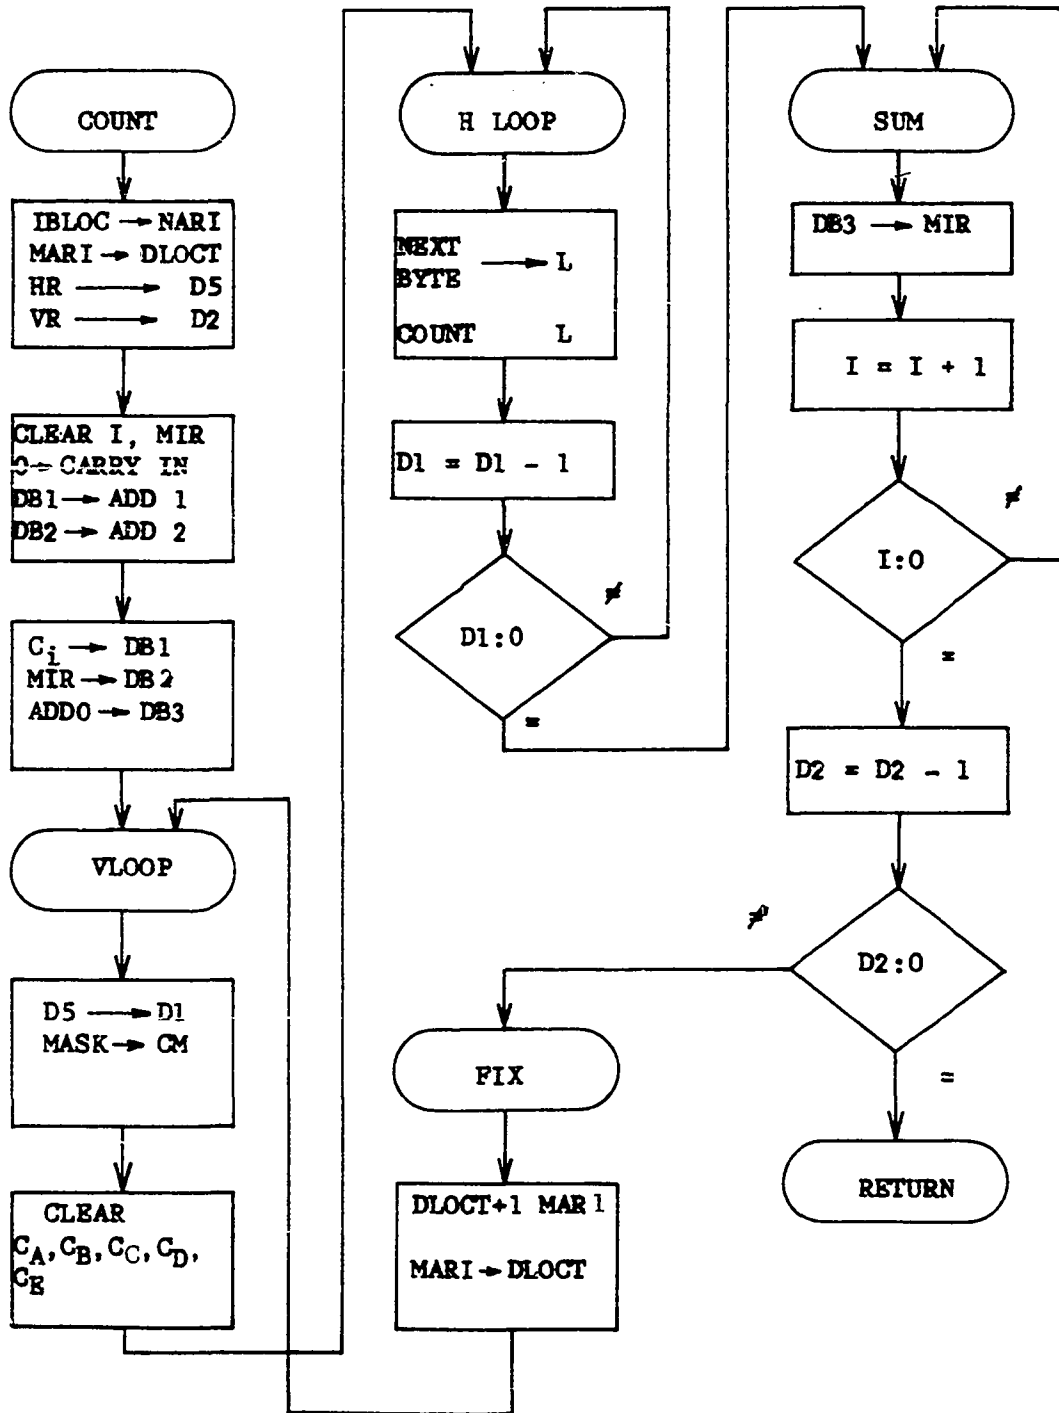 COUNT
IBLOC → NARI
MARI → DLOCT
HR → D5
VR → D2
CLEAR I, MIR
0→ CARRY IN
DB1 → ADD 1
DB2 → ADD 2
Ci → DB1
MIR → DB2
ADDO → DB3
VLOOP
D5 → D1
MASK → CM
CLEAR
CA, CB, CC, CD,
CE
H LOOP
NEXT
BYTE → L
COUNT L
D1 = D1 - 1
D1:0
≠
=
SUM
DB3 → MIR
I = I + 1
I:0
≠
=
D2 = D2 - 1
D2:0
≠
=
FIX
DLOCT+1 MAR1
MARI → DLOCT
RETURN